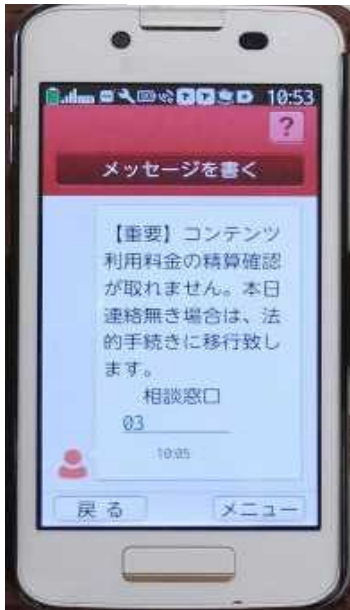 10:53
?
メッセージを書く
【重要】コンテンツ
利用料金の精算確認
が取れません。本日
連絡無き場合は、法
的手続きに移行致し
ます。
相談窓口
03
10:05
戻る
メニュー